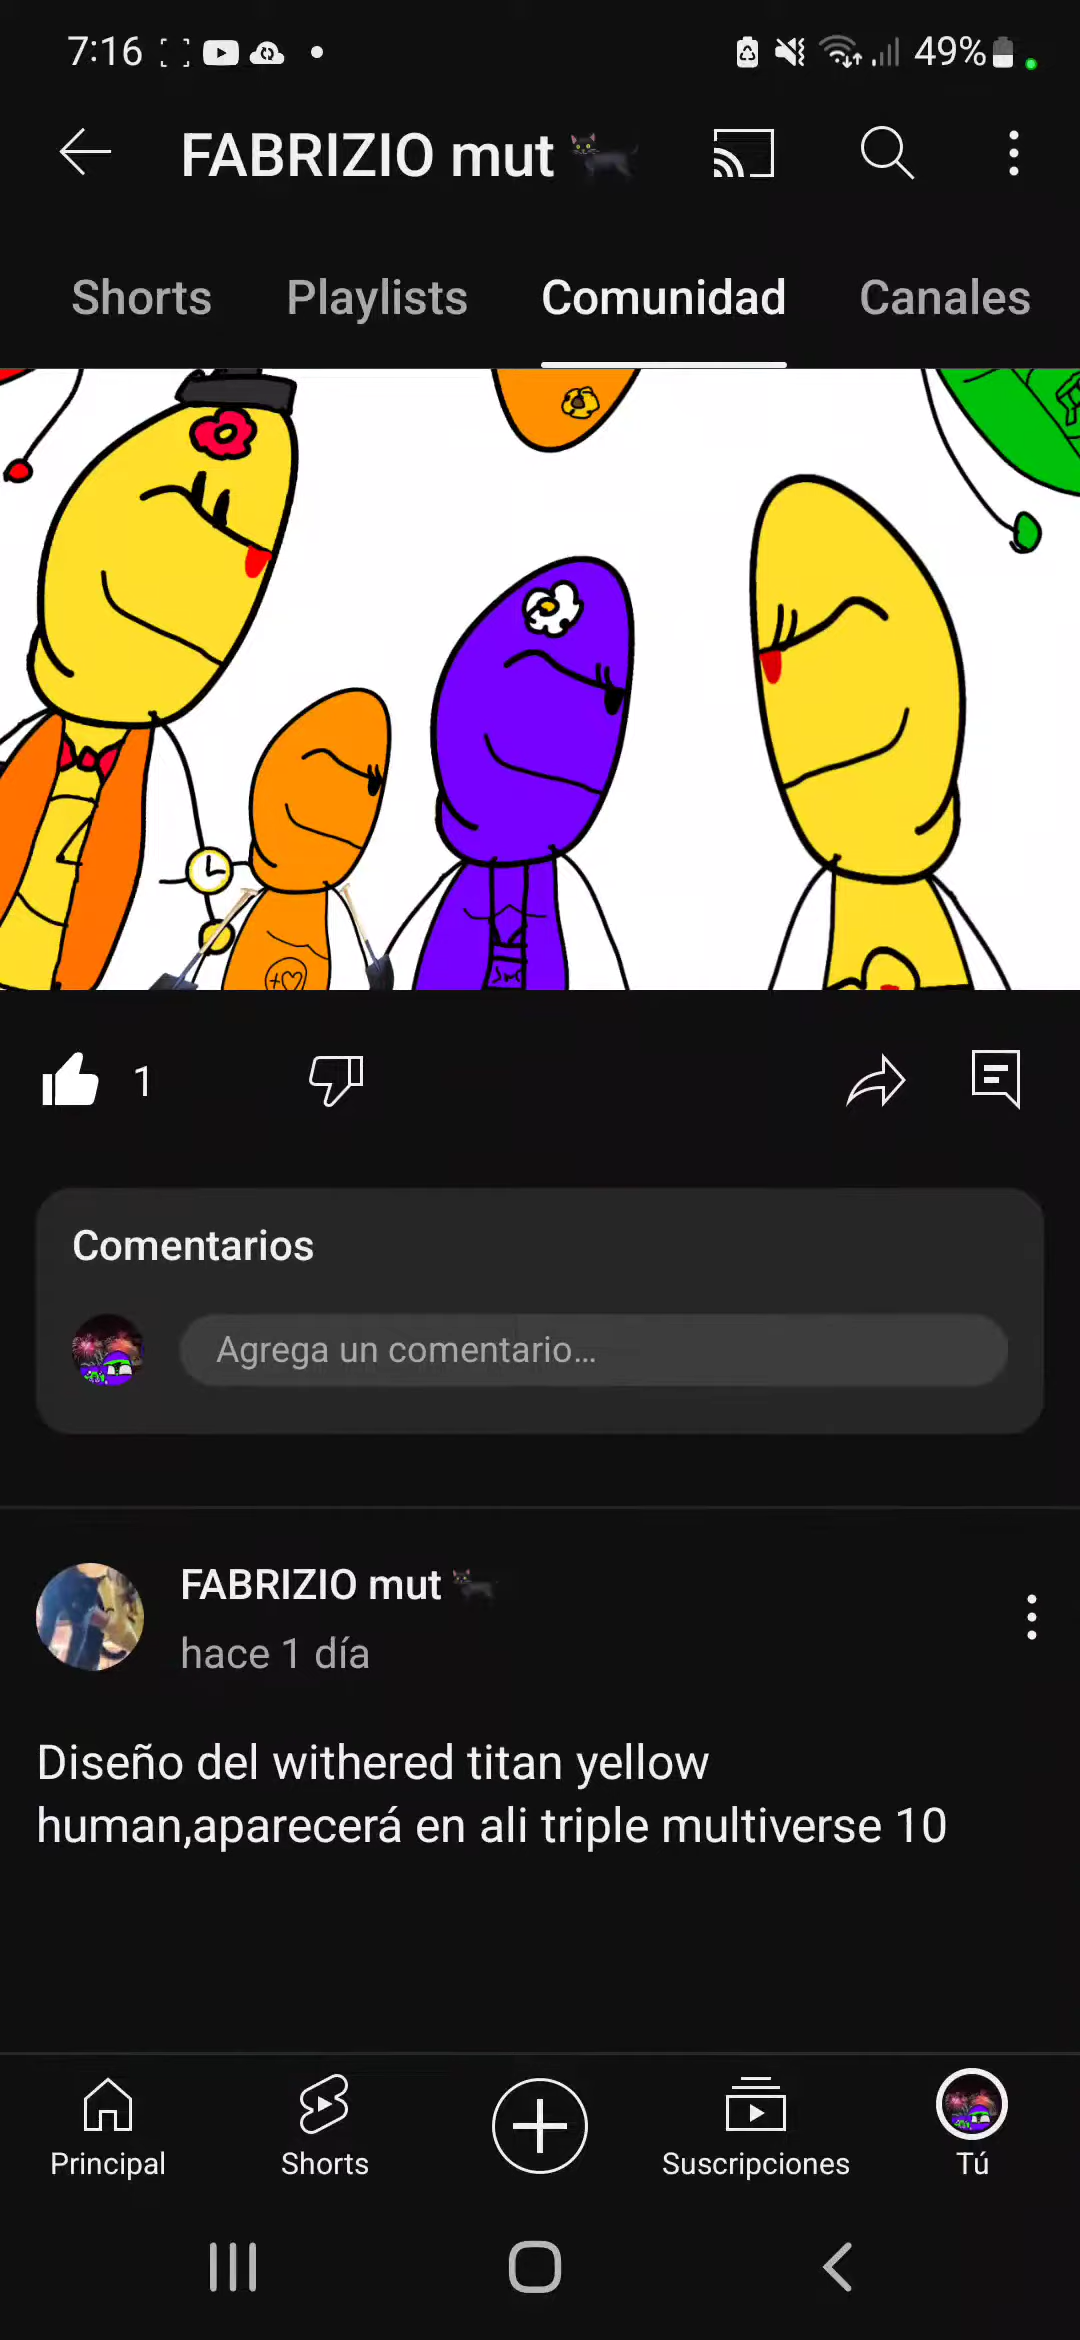 7:16
49%
FABRIZIO mut
Shorts Playlists Comunidad Canales
1
Comentarios
Agrega un comentario...
FABRIZIO mut
hace 1 día
Diseño del withered titan yellow
human,aparecerá en ali triple multiverse 10
Principal Shorts Suscripciones Tú